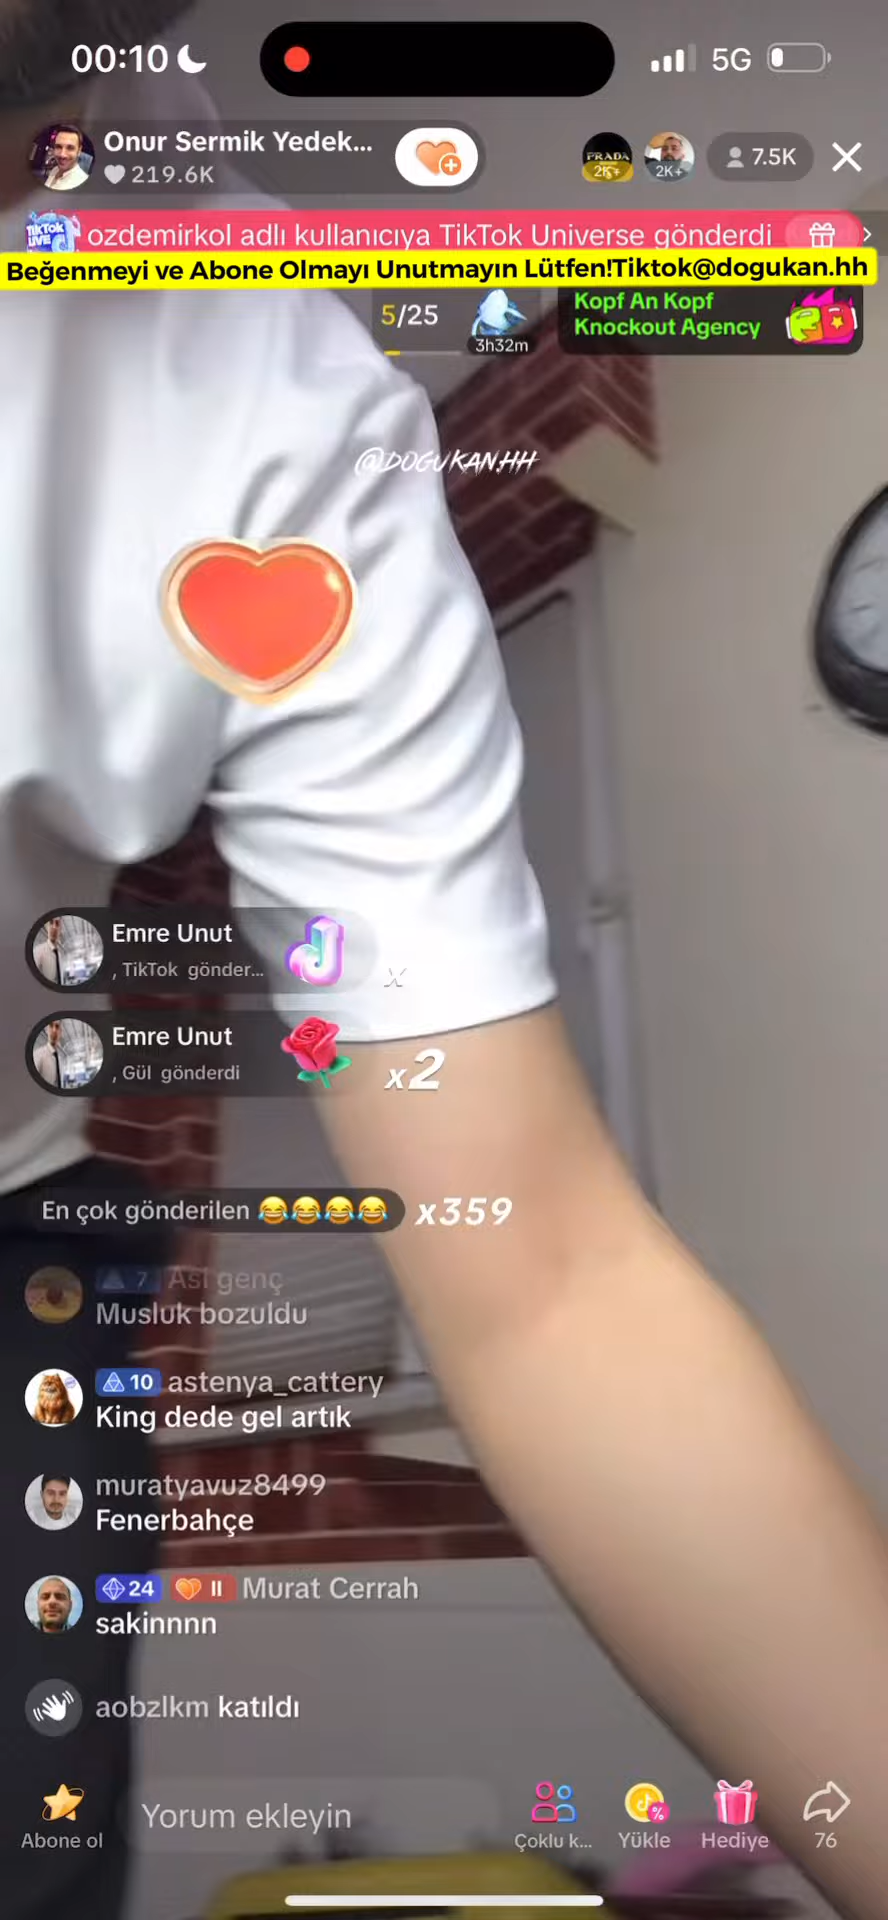 00:10
5G
Onur Sermik Yedek...
219.6K
PRADA
2K+
2K+
7.5K
TikTok LIVE
ozdemirkol adlı kullanıcıya TikTok Universe gönderdi
Beğenmeyi ve Abone Olmayı Unutmayın Lütfen!Tiktok@dogukan.hh
5/25
3h32m
Kopf An Kopf
Knockout Agency
@DOGUKAN.HH
Emre Unut
, TikTok gönder...
x
Emre Unut
, Gül gönderdi
x2
En çok gönderilen 😂😂😂😂 x359
7 Asi genç
Musluk bozuldu
10 astenya_cattery
King dede gel artık
muratyavuz8499
Fenerbahçe
24 II Murat Cerrah
sakinnnn
aobzlkm katıldı
Abone ol
Yorum ekleyin
Çoklu k...
Yükle
Hediye
76